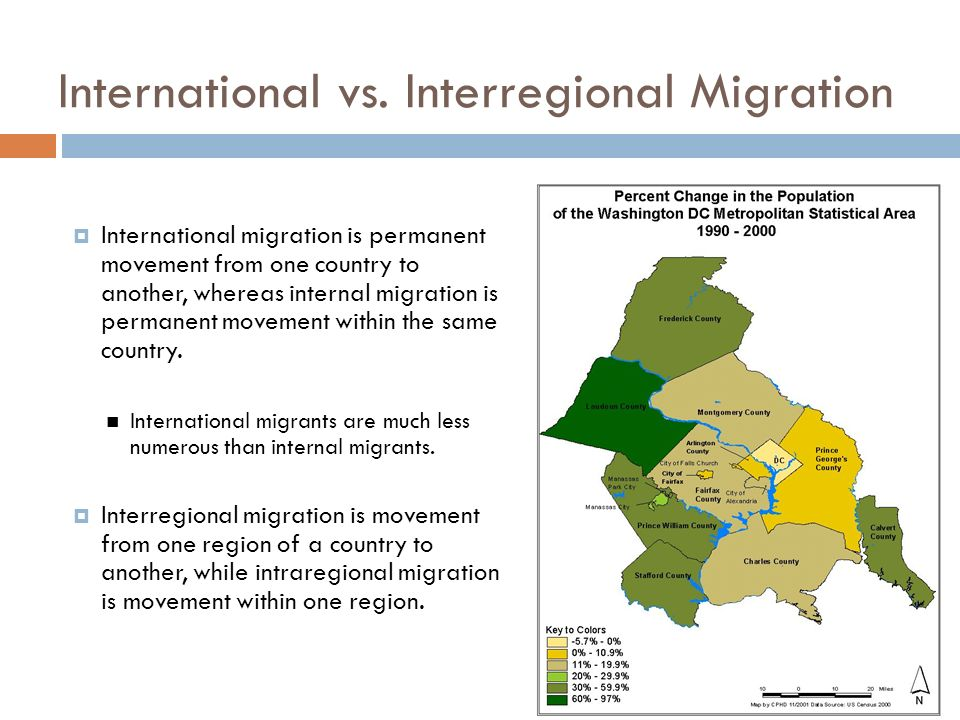 International vs. Interregional Migration
International migration is permanent
movement from one country to
another, whereas internal migration is
permanent movement within the same
country.
International migrants are much less
numerous than internal migrants.
Interregional migration is movement
from one region of a country to
another, while intraregional migration
is movement within one region.
Percent Change in the Population
of the Washington DC Metropolitan Statistical Area
1990 - 2000
Frederick County
Loudoun County
Montgomery County
Arlington
County
DC
Prince
George's
County
City of Falls Church
City of
Fairfax
Fairfax
County
City of
Alexandria
Manassas
Park City
Manassas City
Prince William County
Calvert
County
Charles County
Stafford County
Key to Colors
-5.7% - 0%
0% - 10.9%
11% - 19.9%
20% - 29.9%
30% - 59.9%
60% - 97%
10 0 10 20 Miles
Map by CPHD 11/2001 Data Source: US Census 2000
N